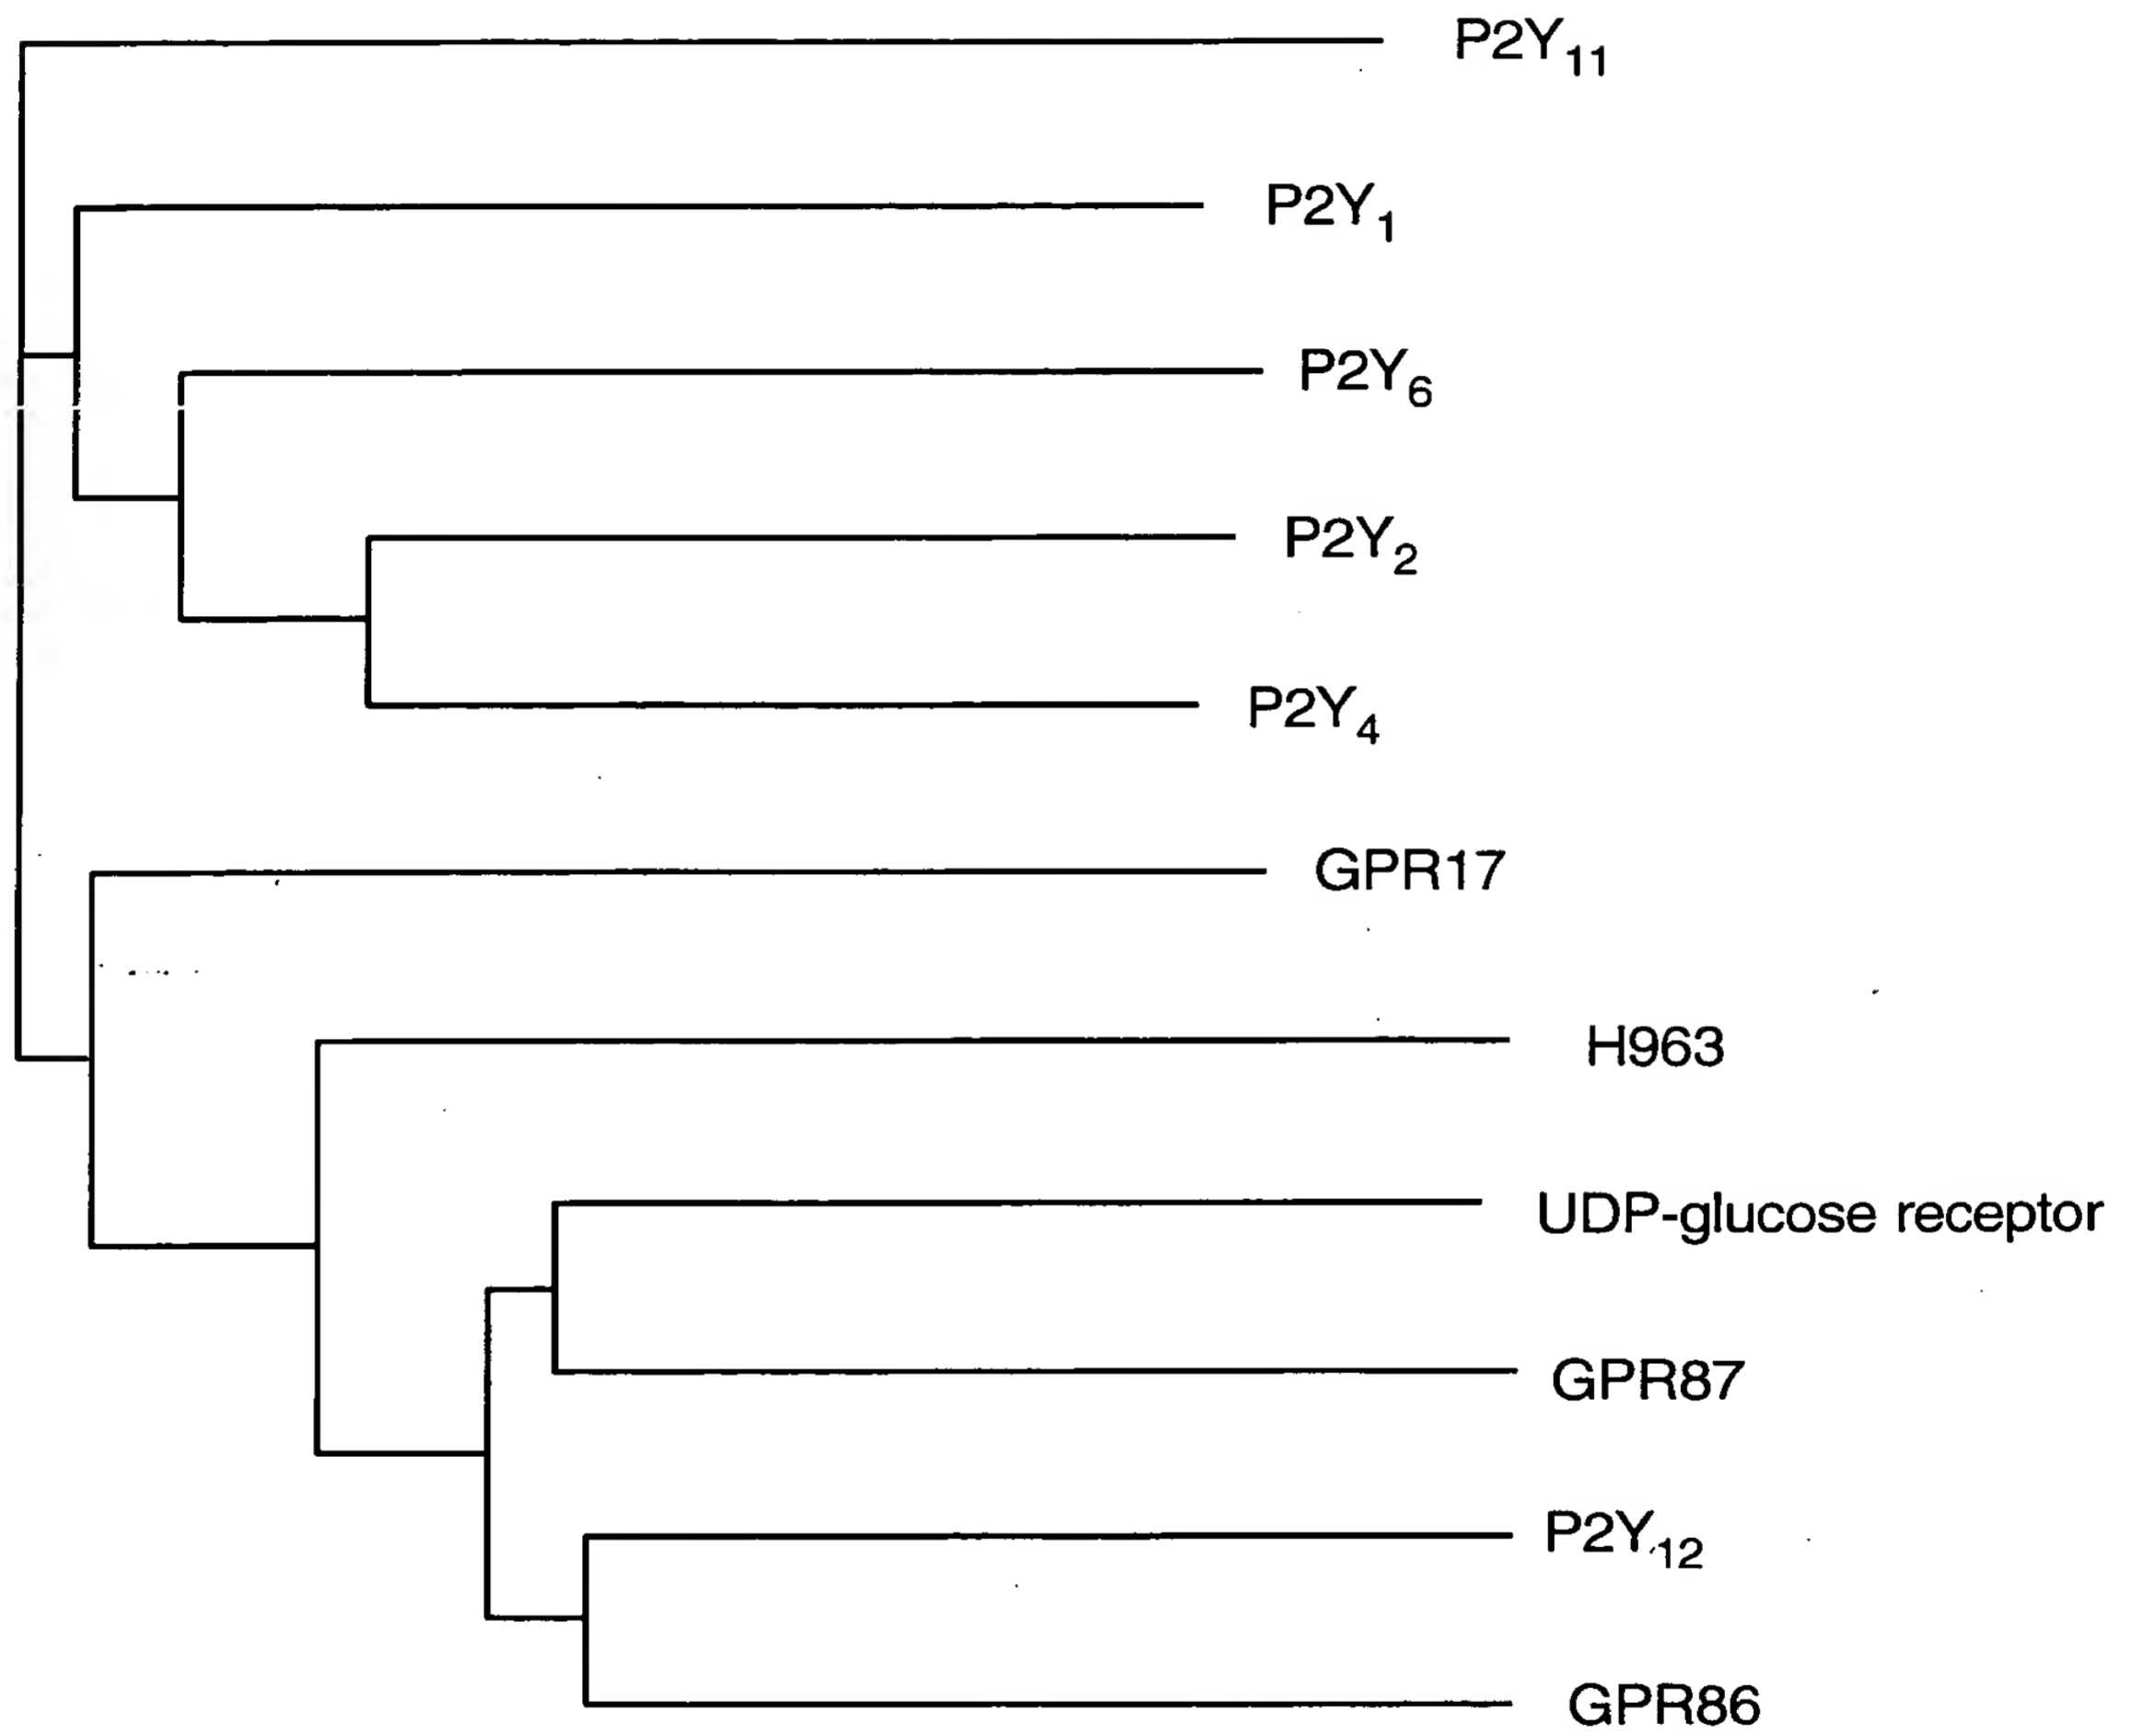 P2Y₁₁
P2Y₁
P2Y₆
P2Y₂
P2Y₄
GPR17
H963
UDP-glucose receptor
GPR87
P2Y₁₂
GPR86